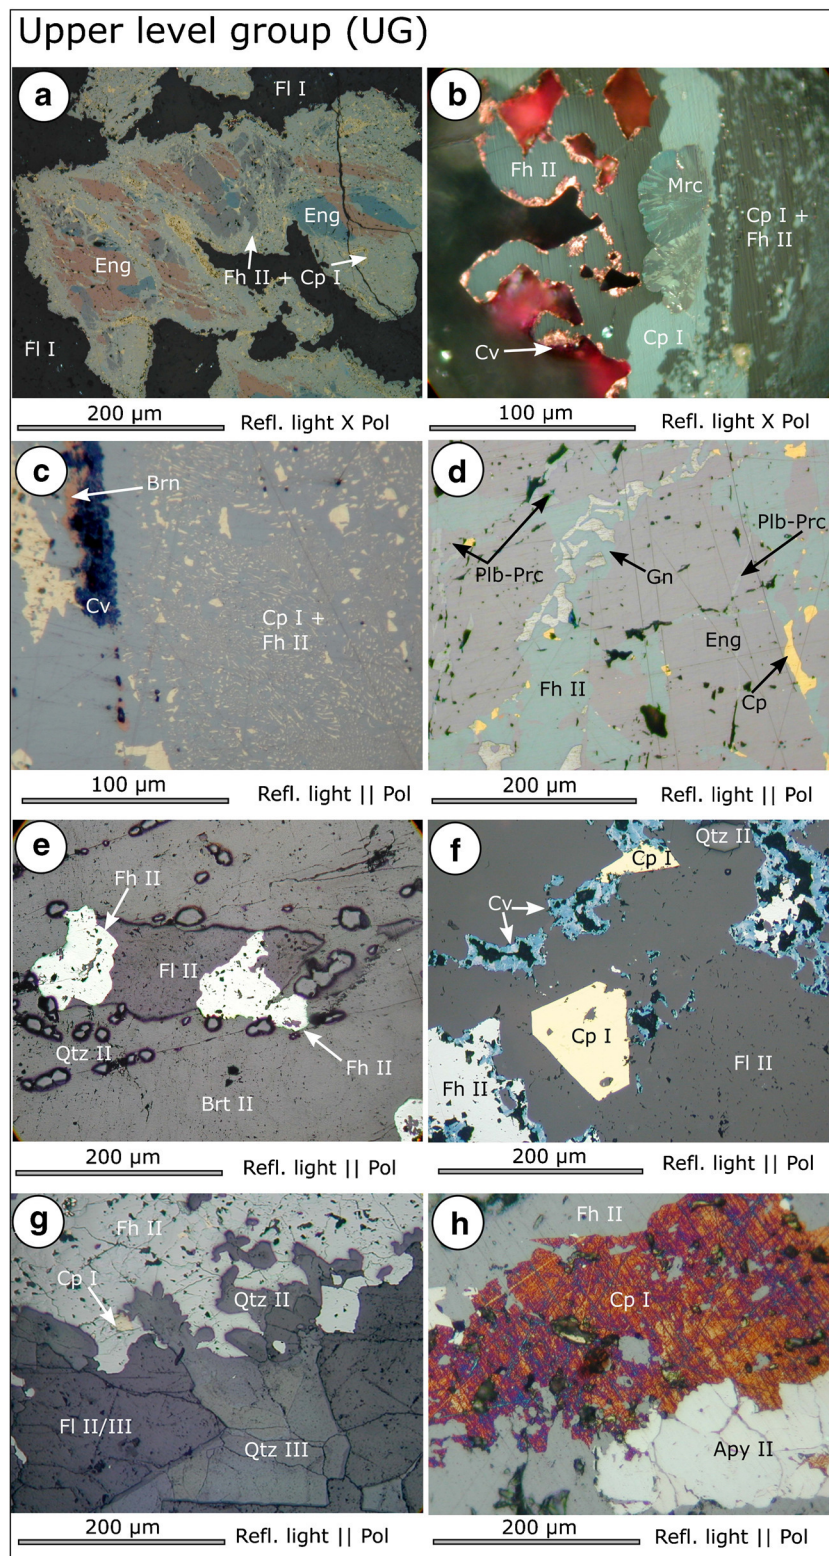 Upper level group (UG)
a
Fl I
Eng
Eng
Fh II + Cp I
Fl I
200 µm
Refl. light X Pol
b
Fh II
Mrc
Cp I +
Fh II
Cv
Cp I
100 µm
Refl. light X Pol
c
Brn
Cv
Cp I +
Fh II
100 µm
Refl. light || Pol
d
Plb-Prc
Plb-Prc
Gn
Eng
Fh II
Cp
200 µm
Refl. light || Pol
e
Fh II
Fl II
Qtz II
Fh II
Brt II
200 µm
Refl. light || Pol
f
Qtz II
Cp I
Cv
Cp I
Fl II
Fh II
200 µm
Refl. light || Pol
g
Fh II
Cp I
Qtz II
Fl II/III
Qtz III
200 µm
Refl. light || Pol
h
Fh II
Cp I
Apy II
200 µm
Refl. light || Pol